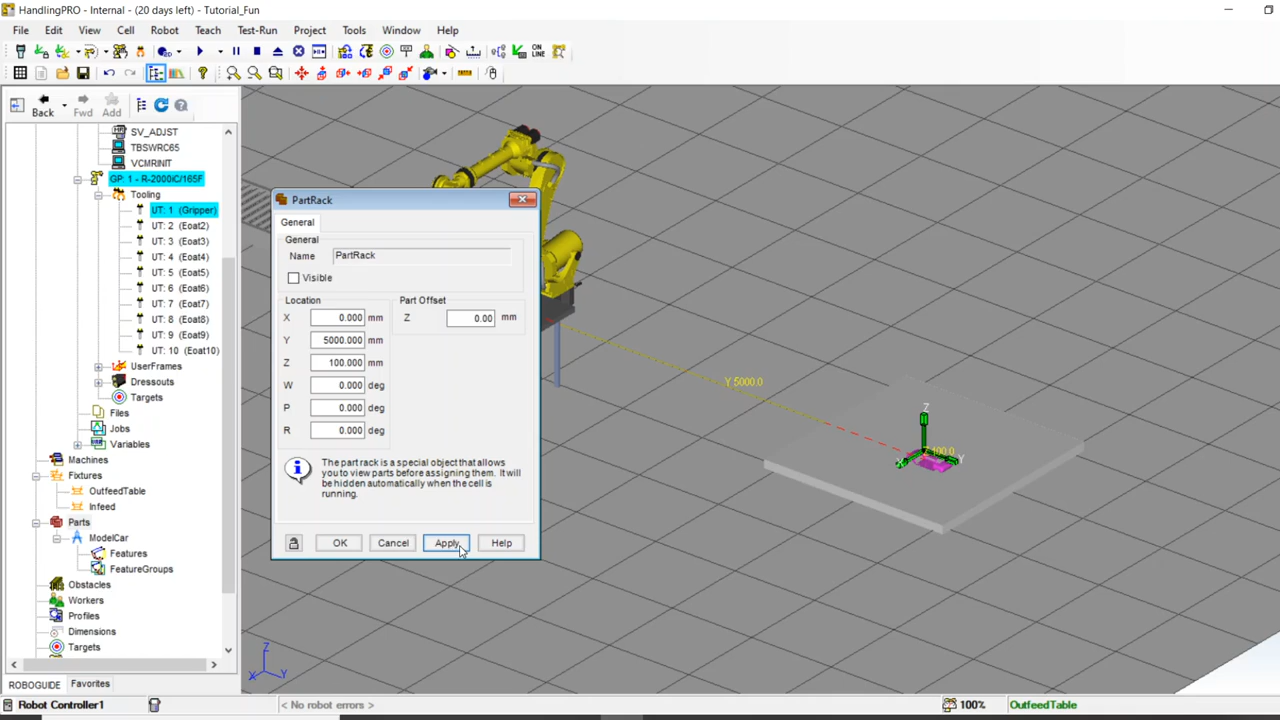 HandlingPRO - Internal - (20 days left) - Tutorial_Fun
File Edit View Cell Robot Teach Test-Run Project Tools Window Help
ON
LINE
Back Fwd Add
SV_ADJST
TBSWRC65
VCMRINIT
GP: 1 - R-2000iC/165F
Tooling
UT: 1 (Gripper)
UT: 2 (Eoat2)
UT: 3 (Eoat3)
UT: 4 (Eoat4)
UT: 5 (Eoat5)
UT: 6 (Eoat6)
UT: 7 (Eoat7)
UT: 8 (Eoat8)
UT: 9 (Eoat9)
UT: 10 (Eoat10)
UserFrames
Dressouts
Targets
Files
Jobs
Variables
Machines
Fixtures
OutfeedTable
Infeed
Parts
ModelCar
Features
FeatureGroups
Obstacles
Workers
Profiles
Dimensions
Targets
ROBOGUIDE Favorites
PartRack
General
General
Name PartRack
Visible
Location
X 0.000 mm
Y 5000.000 mm
Z 100.000 mm
W 0.000 deg
P 0.000 deg
R 0.000 deg
Part Offset
Z 0.00 mm
The part rack is a special object that allows
you to view parts before assigning them. It will
be hidden automatically when the cell is
running.
OK Cancel Apply Help
Y 5000.0
Z
Z 100.0
X Y
Z
X Y
Robot Controller1 < No robot errors > 100% OutfeedTable